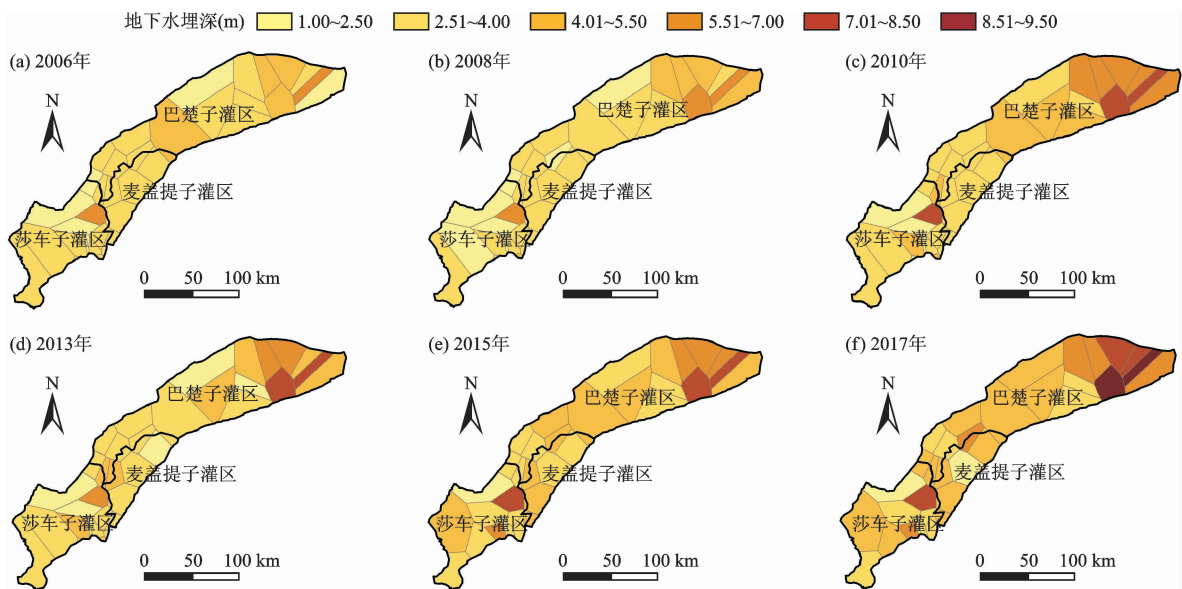 地下水埋深(m) 1.00~2.50 2.51~4.00 4.01~5.50 5.51~7.00 7.01~8.50 8.51~9.50
(a) 2006年
N
巴楚子灌区
麦盖提子灌区
莎车子灌区
0 50 100 km
(b) 2008年
N
巴楚子灌区
麦盖提子灌区
莎车子灌区
0 50 100 km
(c) 2010年
N
巴楚子灌区
麦盖提子灌区
莎车子灌区
0 50 100 km
(d) 2013年
N
巴楚子灌区
麦盖提子灌区
莎车子灌区
0 50 100 km
(e) 2015年
N
巴楚子灌区
麦盖提子灌区
莎车子灌区
0 50 100 km
(f) 2017年
N
巴楚子灌区
麦盖提子灌区
莎车子灌区
0 50 100 km